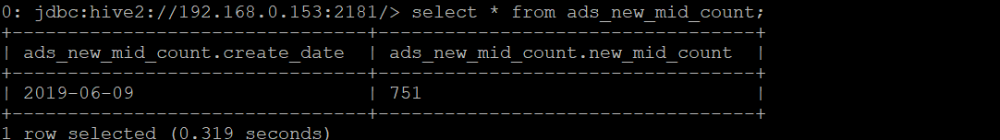 0: jdbc:hive2://192.168.0.153:2181/> select * from ads_new_mid_count;
+--------------------------------+----------------------------------+
| ads_new_mid_count.create_date | ads_new_mid_count.new_mid_count |
+--------------------------------+----------------------------------+
| 2019-06-09 | 751 |
+--------------------------------+----------------------------------+
1 row selected (0.319 seconds)